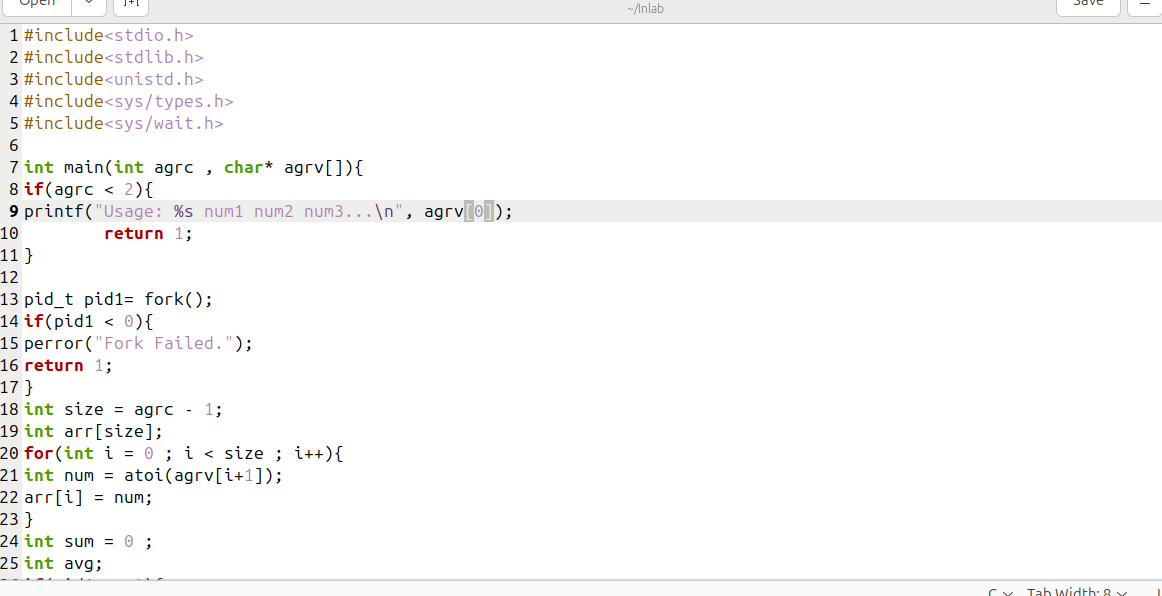 Open
Save
~/Inlab
1 #include<stdio.h>
2 #include<stdlib.h>
3 #include<unistd.h>
4 #include<sys/types.h>
5 #include<sys/wait.h>
6
7 int main(int agrc , char* agrv[]){
8 if(agrc < 2){
9 printf("Usage: %s num1 num2 num3...\n", agrv[0]);
10         return 1;
11 }
12
13 pid_t pid1= fork();
14 if(pid1 < 0){
15 perror("Fork Failed.");
16 return 1;
17 }
18 int size = agrc - 1;
19 int arr[size];
20 for(int i = 0 ; i < size ; i++){
21 int num = atoi(agrv[i+1]);
22 arr[i] = num;
23 }
24 int sum = 0 ;
25 int avg;
C Tab Width: 8